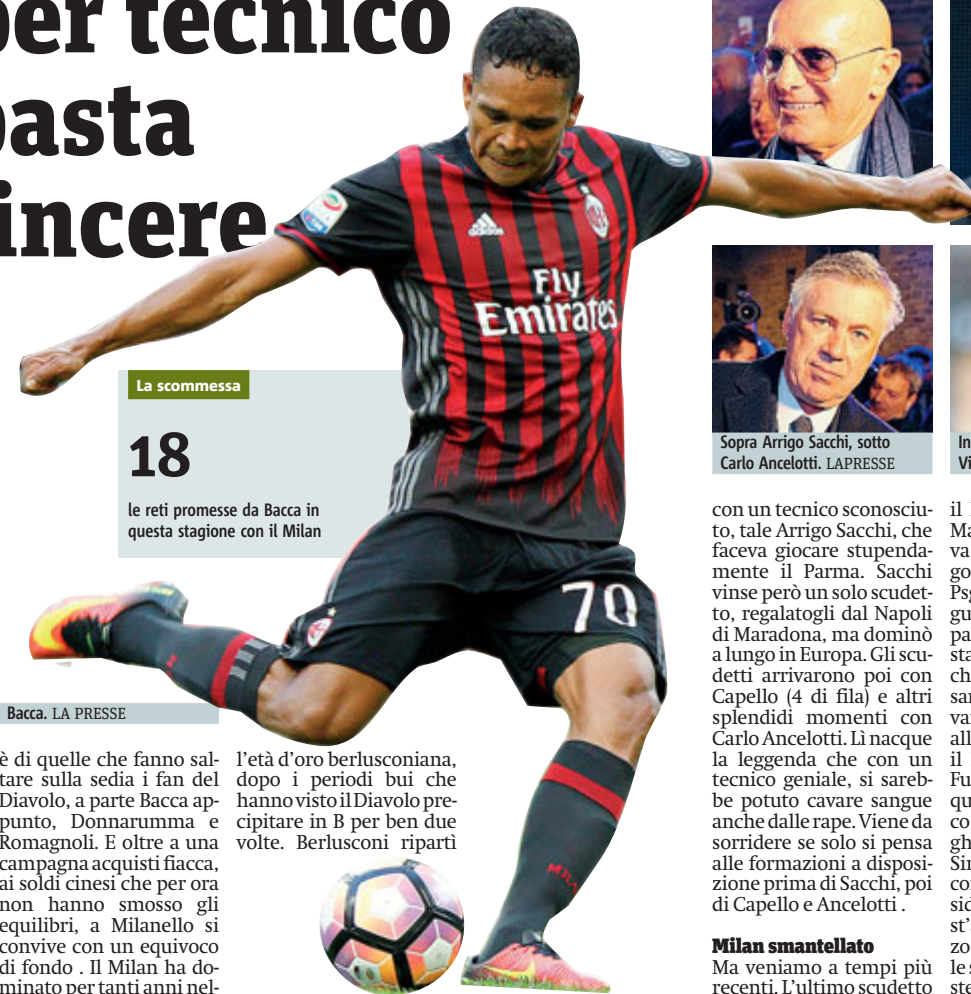 per tecnico
basta
vincere
Fly
Emirates
70
La scommessa
18
le reti promesse da Bacca in
questa stagione con il Milan
Sopra Arrigo Sacchi, sotto
Carlo Ancelotti. LAPRESSE
In
Vi
Bacca. LA PRESSE
è di quelle che fanno sal-
tare sulla sedia i fan del
Diavolo, a parte Bacca ap-
punto, Donnarumma e
Romagnoli. E oltre a una
campagna acquisti fiacca,
ai soldi cinesi che per ora
non hanno smosso gli
equilibri, a Milanello si
convive con un equivoco
di fondo . Il Milan ha do-
minato per tanti anni nel-
l'età d'oro berlusconiana,
dopo i periodi bui che
hanno visto il Diavolo pre-
cipitare in B per ben due
volte. Berlusconi ripartì
con un tecnico sconosciu-
to, tale Arrigo Sacchi, che
faceva giocare stupenda-
mente il Parma. Sacchi
vinse però un solo scudet-
to, regalatogli dal Napoli
di Maradona, ma dominò
a lungo in Europa. Gli scu-
detti arrivarono poi con
Capello (4 di fila) e altri
splendidi momenti con
Carlo Ancelotti. Lì nacque
la leggenda che con un
tecnico geniale, si sareb-
be potuto cavare sangue
anche dalle rape. Viene da
sorridere se solo si pensa
alle formazioni a disposi-
zione prima di Sacchi, poi
di Capello e Ancelotti .
Milan smantellato
Ma veniamo a tempi più
recenti. L'ultimo scudetto